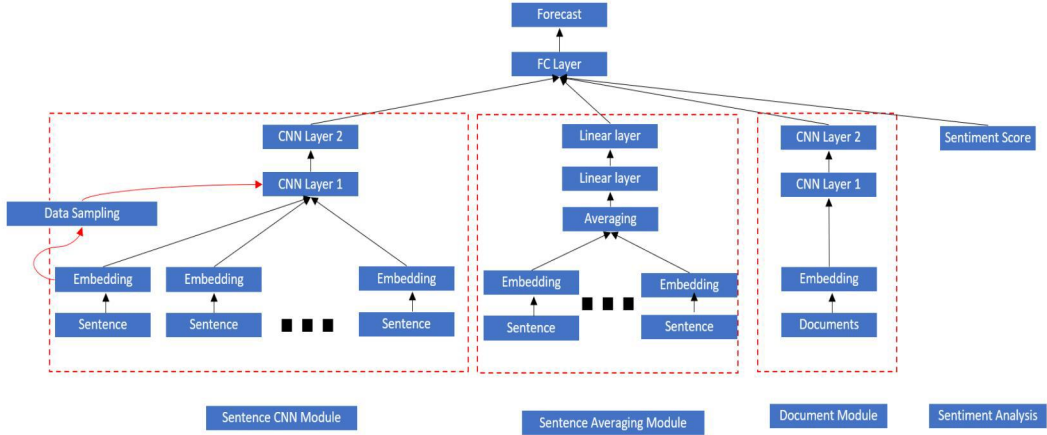 Forecast
FC Layer
CNN Layer 2
Linear layer
CNN Layer 2
Sentiment Score
CNN Layer 1
Linear layer
CNN Layer 1
Data Sampling
Averaging
Embedding
Embedding
Embedding
Embedding
Embedding
Embedding
Sentence
Sentence
Sentence
Sentence
Sentence
Documents
Sentence CNN Module
Sentence Averaging Module
Document Module
Sentiment Analysis